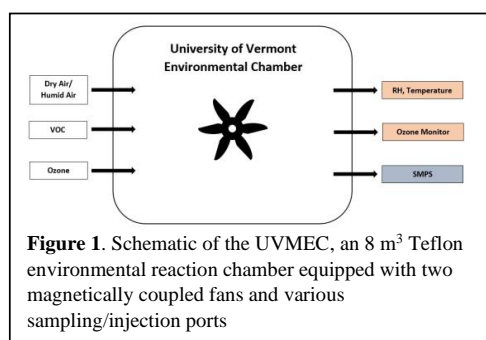 University of Vermont
Environmental Chamber
Dry Air/
Humid Air
VOC
Ozone
RH, Temperature
Ozone Monitor
SMPS
Figure 1. Schematic of the UVMEC, an 8 m³ Teflon
environmental reaction chamber equipped with two
magnetically coupled fans and various
sampling/injection ports